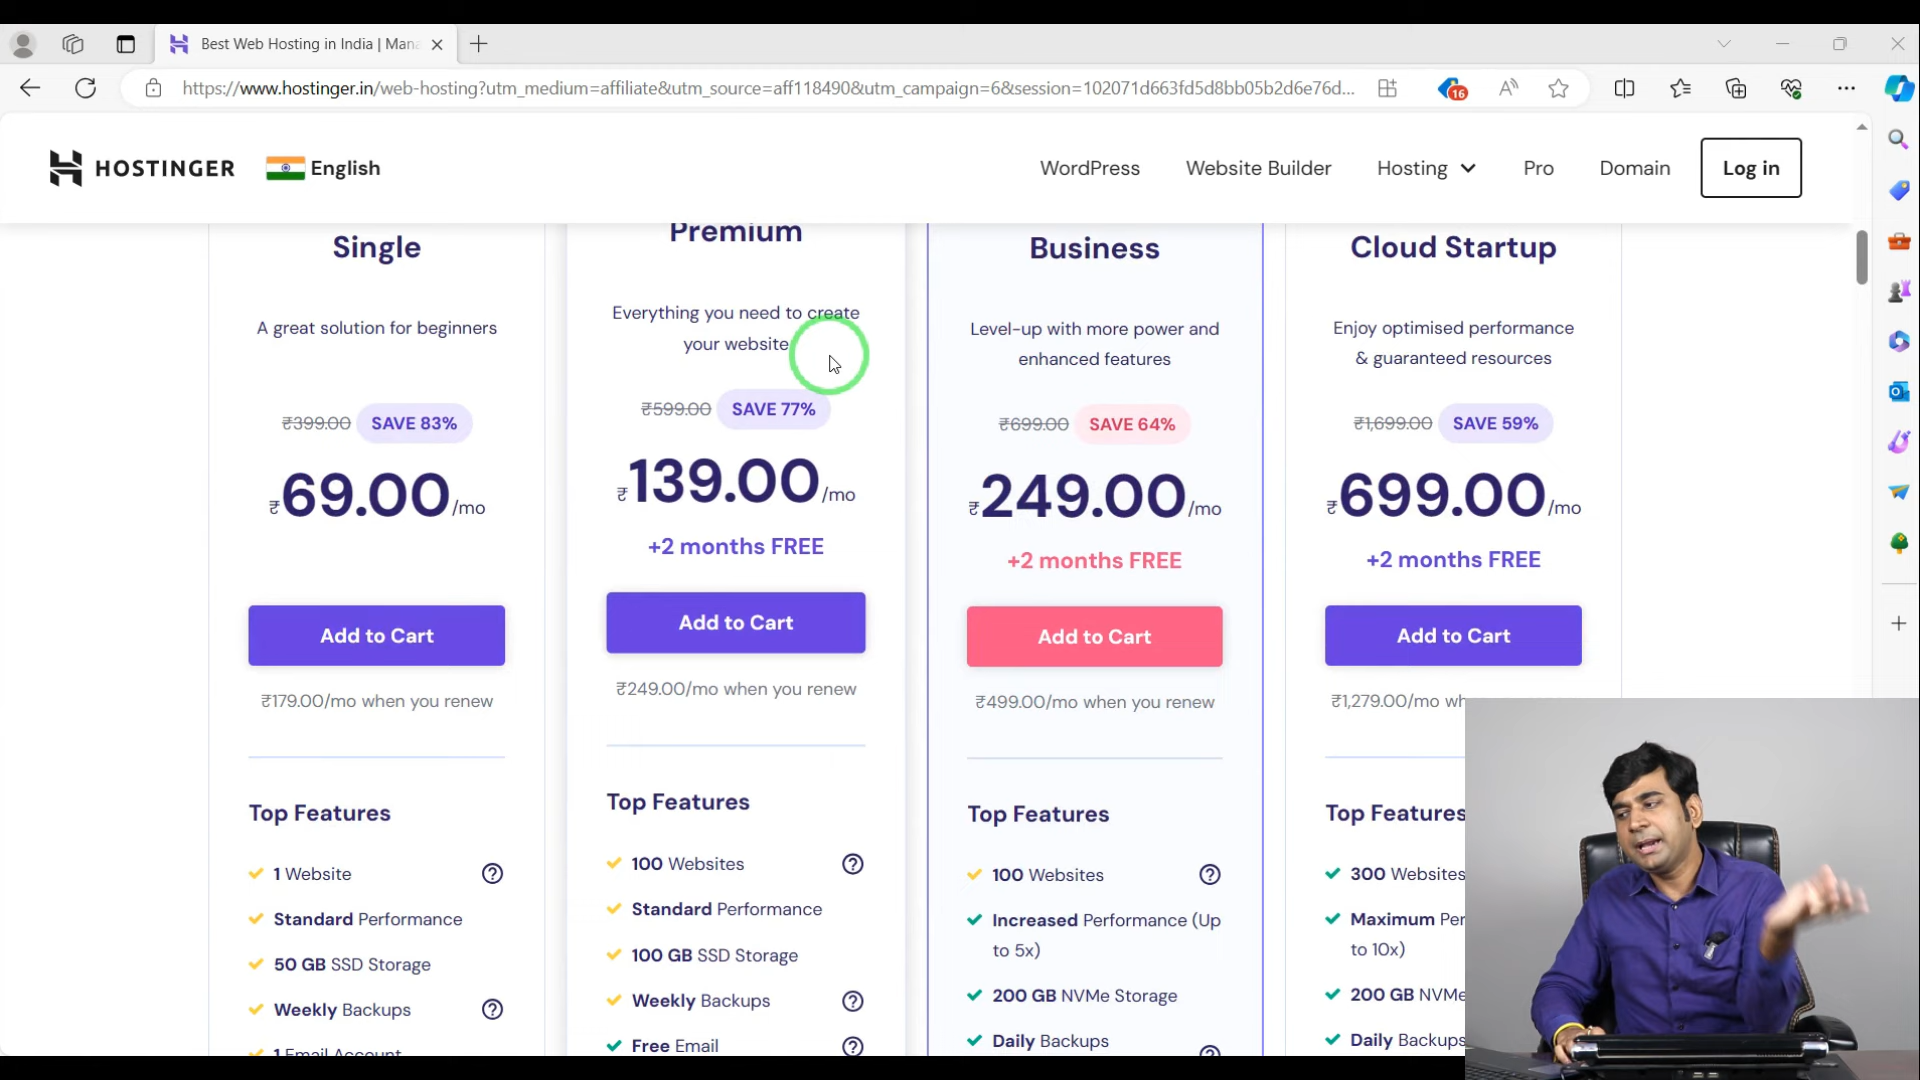 Best Web Hosting in India | Mana
https://www.hostinger.in/web-hosting?utm_medium=affiliate&utm_source=aff118490&utm_campaign=6&session=102071d663fd5d8bb05b2d6e76d...
16
HOSTINGER
English
WordPress
Website Builder
Hosting
Pro
Domain
Log in
Single
A great solution for beginners
₹399.00 SAVE 83%
₹69.00/mo
Add to Cart
₹179.00/mo when you renew
Top Features
1 Website
Standard Performance
50 GB SSD Storage
Weekly Backups
1 Email Account
Premium
Everything you need to create
your website
₹599.00 SAVE 77%
₹139.00/mo
+2 months FREE
Add to Cart
₹249.00/mo when you renew
Top Features
100 Websites
Standard Performance
100 GB SSD Storage
Weekly Backups
Free Email
Business
Level-up with more power and
enhanced features
₹699.00 SAVE 64%
₹249.00/mo
+2 months FREE
Add to Cart
₹499.00/mo when you renew
Top Features
100 Websites
Increased Performance (Up
to 5x)
200 GB NVMe Storage
Daily Backups
Cloud Startup
Enjoy optimised performance
& guaranteed resources
₹1,699.00 SAVE 59%
₹699.00/mo
+2 months FREE
Add to Cart
₹1,279.00/mo wh
Top Features
300 Websites
Maximum Per
to 10x)
200 GB NVMe
Daily Backups